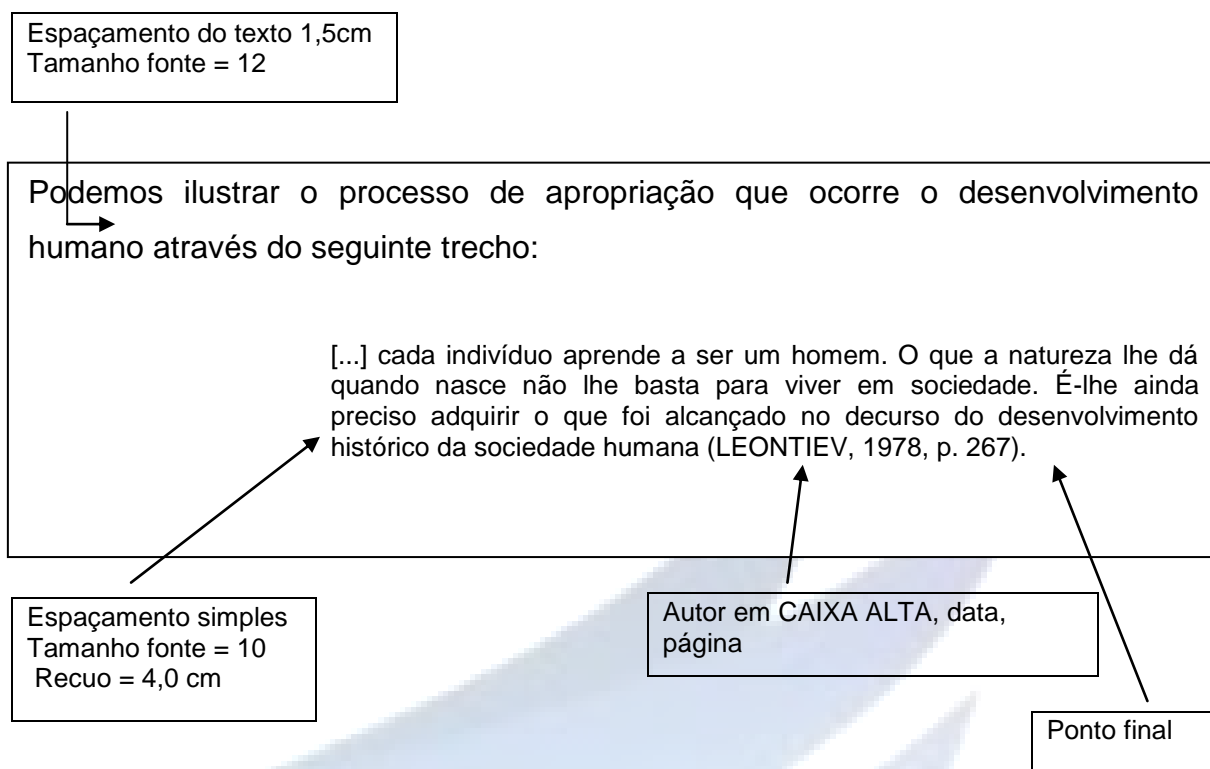 Espaçamento do texto 1,5cm
Tamanho fonte = 12
Podemos ilustrar o processo de apropriação que ocorre o desenvolvimento
humano através do seguinte trecho:
[...] cada indivíduo aprende a ser um homem. O que a natureza lhe dá
quando nasce não lhe basta para viver em sociedade. É-lhe ainda
preciso adquirir o que foi alcançado no decurso do desenvolvimento
histórico da sociedade humana (LEONTIEV, 1978, p. 267).
Espaçamento simples
Tamanho fonte = 10
Recuo = 4,0 cm
Autor em CAIXA ALTA, data,
página
Ponto final